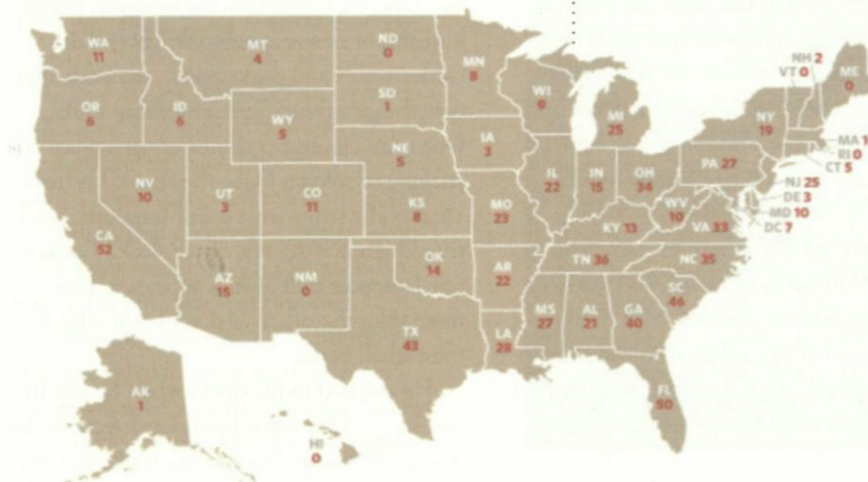 WA
11
OR
6
CA
52
NV
10
ID
6
MT
4
WY
5
UT
3
AZ
15
CO
11
NM
0
ND
0
SD
1
NE
5
KS
8
OK
14
TX
43
MN
8
IA
3
MO
23
AR
22
LA
28
WI
9
IL
22
MI
25
IN
15
OH
34
KY 13
TN 36
MS
27
AL
21
GA
40
FL
50
SC
46
NC 35
VA 33
WV
10
PA 27
NY
19
NH 2
VT 0
ME
0
MA
RI 0
CT 5
NJ 25
DE 3
MD 10
DC 7
AK
1
HI
0